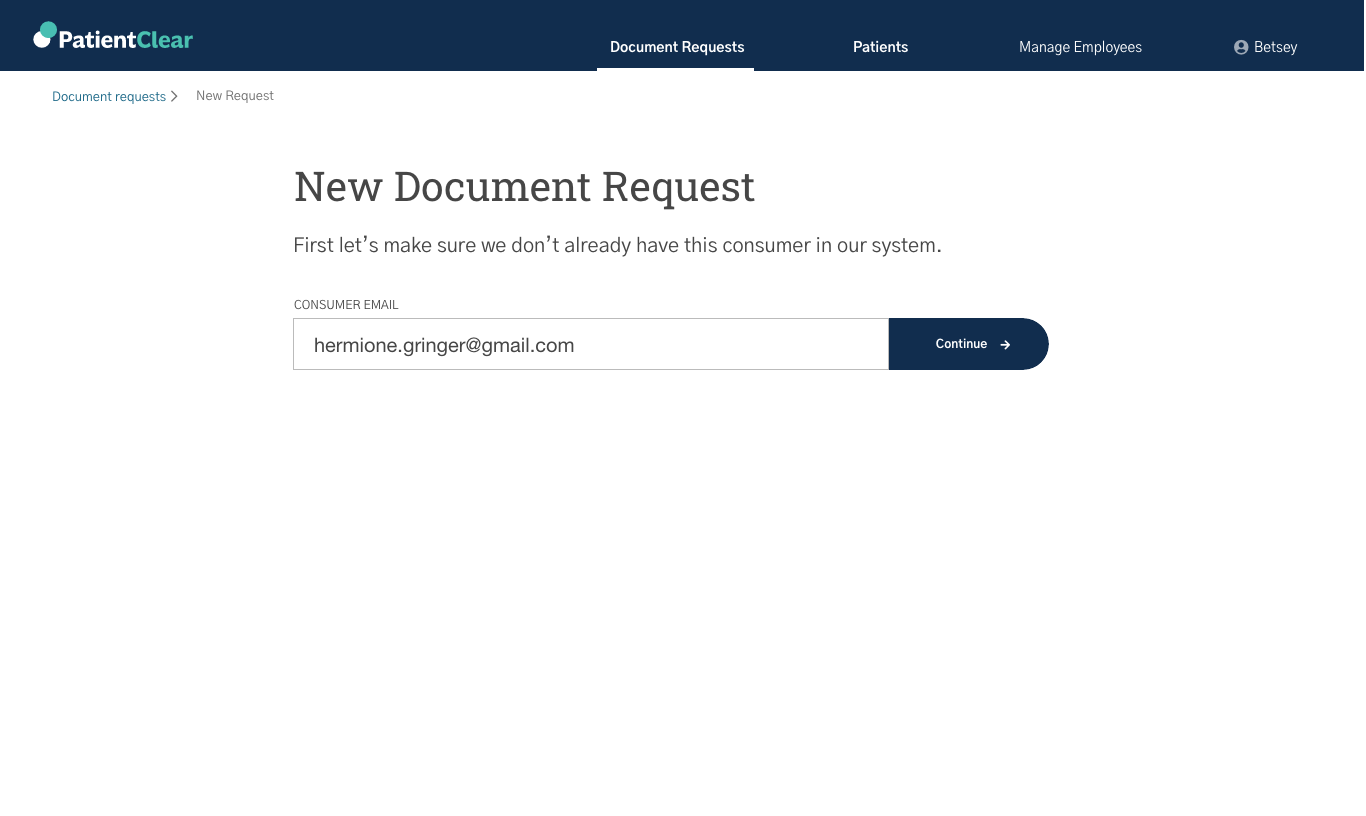 PatientClear
Document Requests Patients Manage Employees Betsey
Document requests New Request
New Document Request
First let’s make sure we don’t already have this consumer in our system.
CONSUMER EMAIL
hermione.gringer@gmail.com Continue